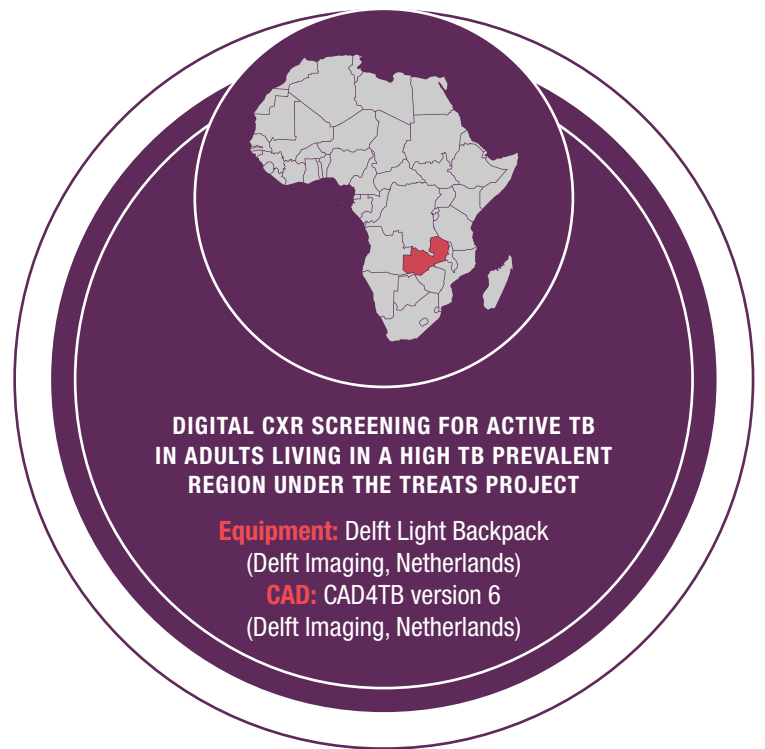 DIGITAL CXR SCREENING FOR ACTIVE TB
IN ADULTS LIVING IN A HIGH TB PREVALENT
REGION UNDER THE TREATS PROJECT
Equipment: Delft Light Backpack
(Delft Imaging, Netherlands)
CAD: CAD4TB version 6
(Delft Imaging, Netherlands)